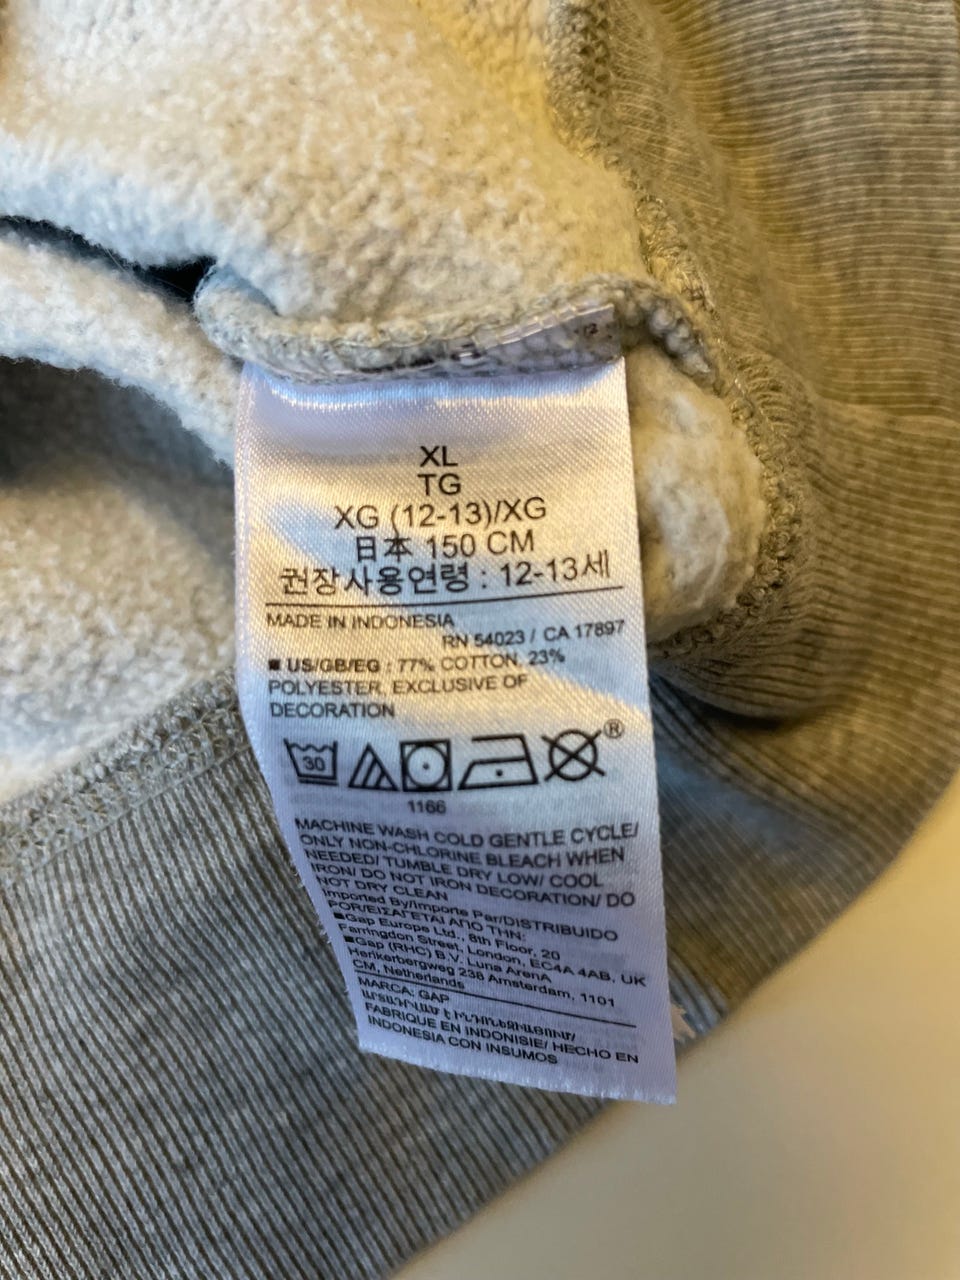 XL
TG
XG (12-13)/XG
日本 150 CM
권장사용연령 : 12-13세
MADE IN INDONESIA
RN 54023 / CA 17897
■ US/GB/EG : 77% COTTON, 23%
POLYESTER, EXCLUSIVE OF
DECORATION
30
®
1166
MACHINE WASH COLD GENTLE CYCLE/
ONLY NON-CHLORINE BLEACH WHEN
NEEDED/ TUMBLE DRY LOW/ COOL
IRON/ DO NOT IRON DECORATION/ DO
NOT DRY CLEAN
Imported By/Importe Par/DISTRIBUIDO
POR/ΕΙΣΑΓΕΤΑΙ ΑΠΟ ΤΗΝ:
■Gap Europe Ltd., 8th Floor, 20
Farringdon Street, London, EC4A 4AB, UK
■Gap (RHC) B.V. Luna ArenA
Herikerbergweg 238 Amsterdam, 1101
CM, Netherlands
MARCA: GAP
FABRIQUE EN INDONISIE/ HECHO EN
INDONESIA CON INSUMOS